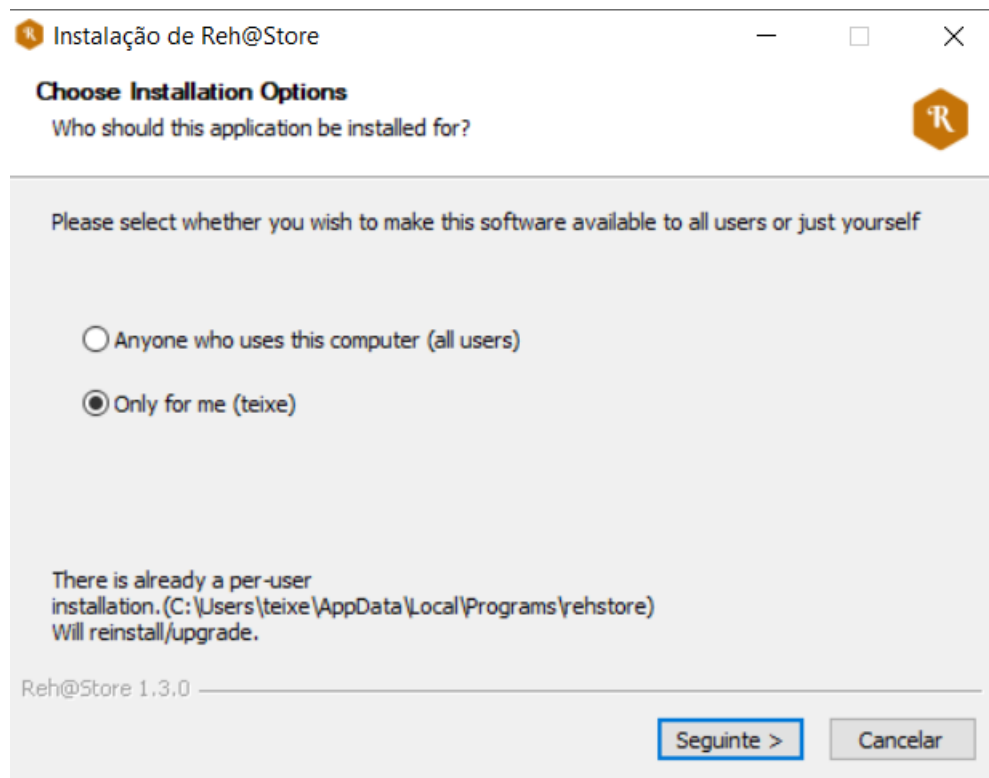 Instalação de Reh@Store
Choose Installation Options
Who should this application be installed for?
R
R
Please select whether you wish to make this software available to all users or just yourself
Anyone who uses this computer (all users)
Only for me (teixe)
There is already a per-user
installation.(C:\Users\teixe\AppData\Local\Programs\rehstore)
Will reinstall/upgrade.
Reh@Store 1.3.0
Seguinte >
Cancelar